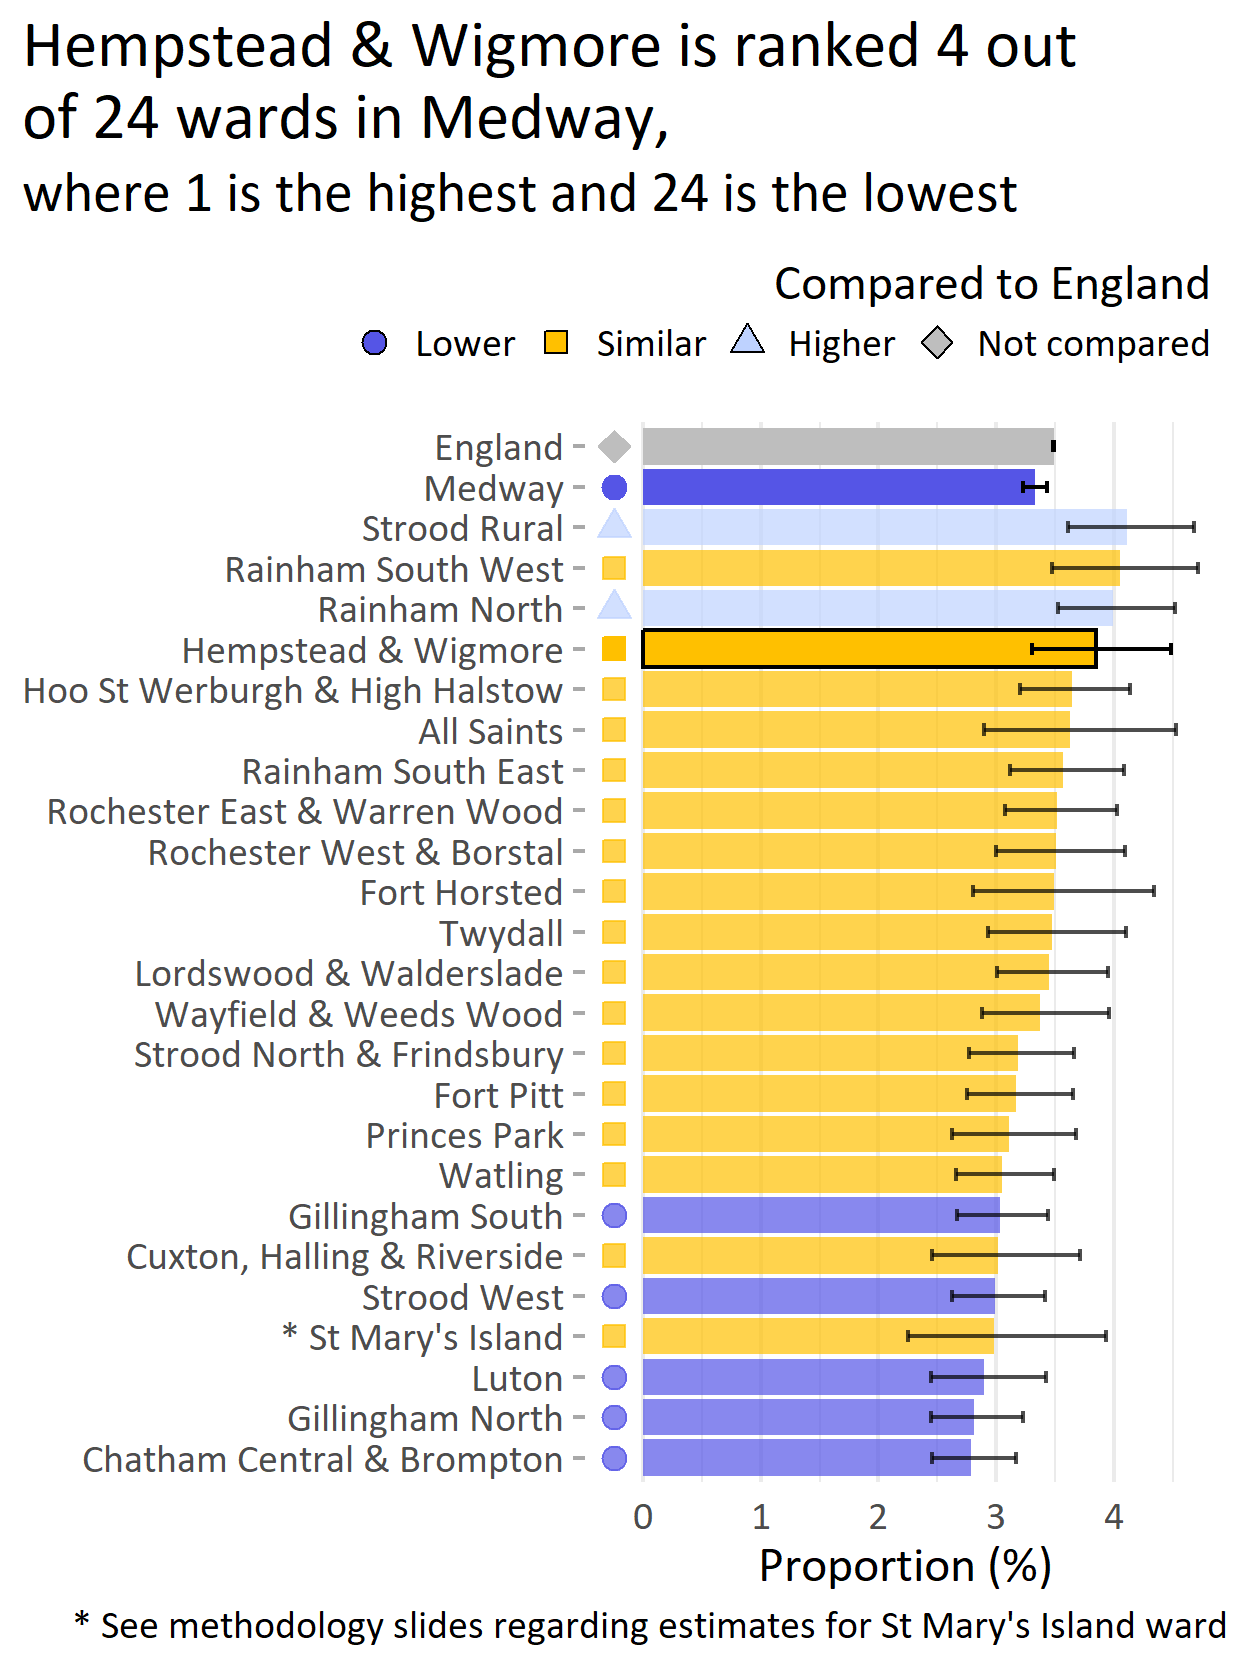 Hempstead & Wigmore is ranked 4 out
of 24 wards in Medway,
where 1 is the highest and 24 is the lowest
Compared to England
Lower Similar Higher Not compared
England
Medway
Strood Rural
Rainham South West
Rainham North
Hempstead & Wigmore
Hoo St Werburgh & High Halstow
All Saints
Rainham South East
Rochester East & Warren Wood
Rochester West & Borstal
Fort Horsted
Twydall
Lordswood & Walderslade
Wayfield & Weeds Wood
Strood North & Frindsbury
Fort Pitt
Princes Park
Watling
Gillingham South
Cuxton, Halling & Riverside
Strood West
* St Mary's Island
Luton
Gillingham North
Chatham Central & Brompton
0 1 2 3 4
Proportion (%)
* See methodology slides regarding estimates for St Mary's Island ward